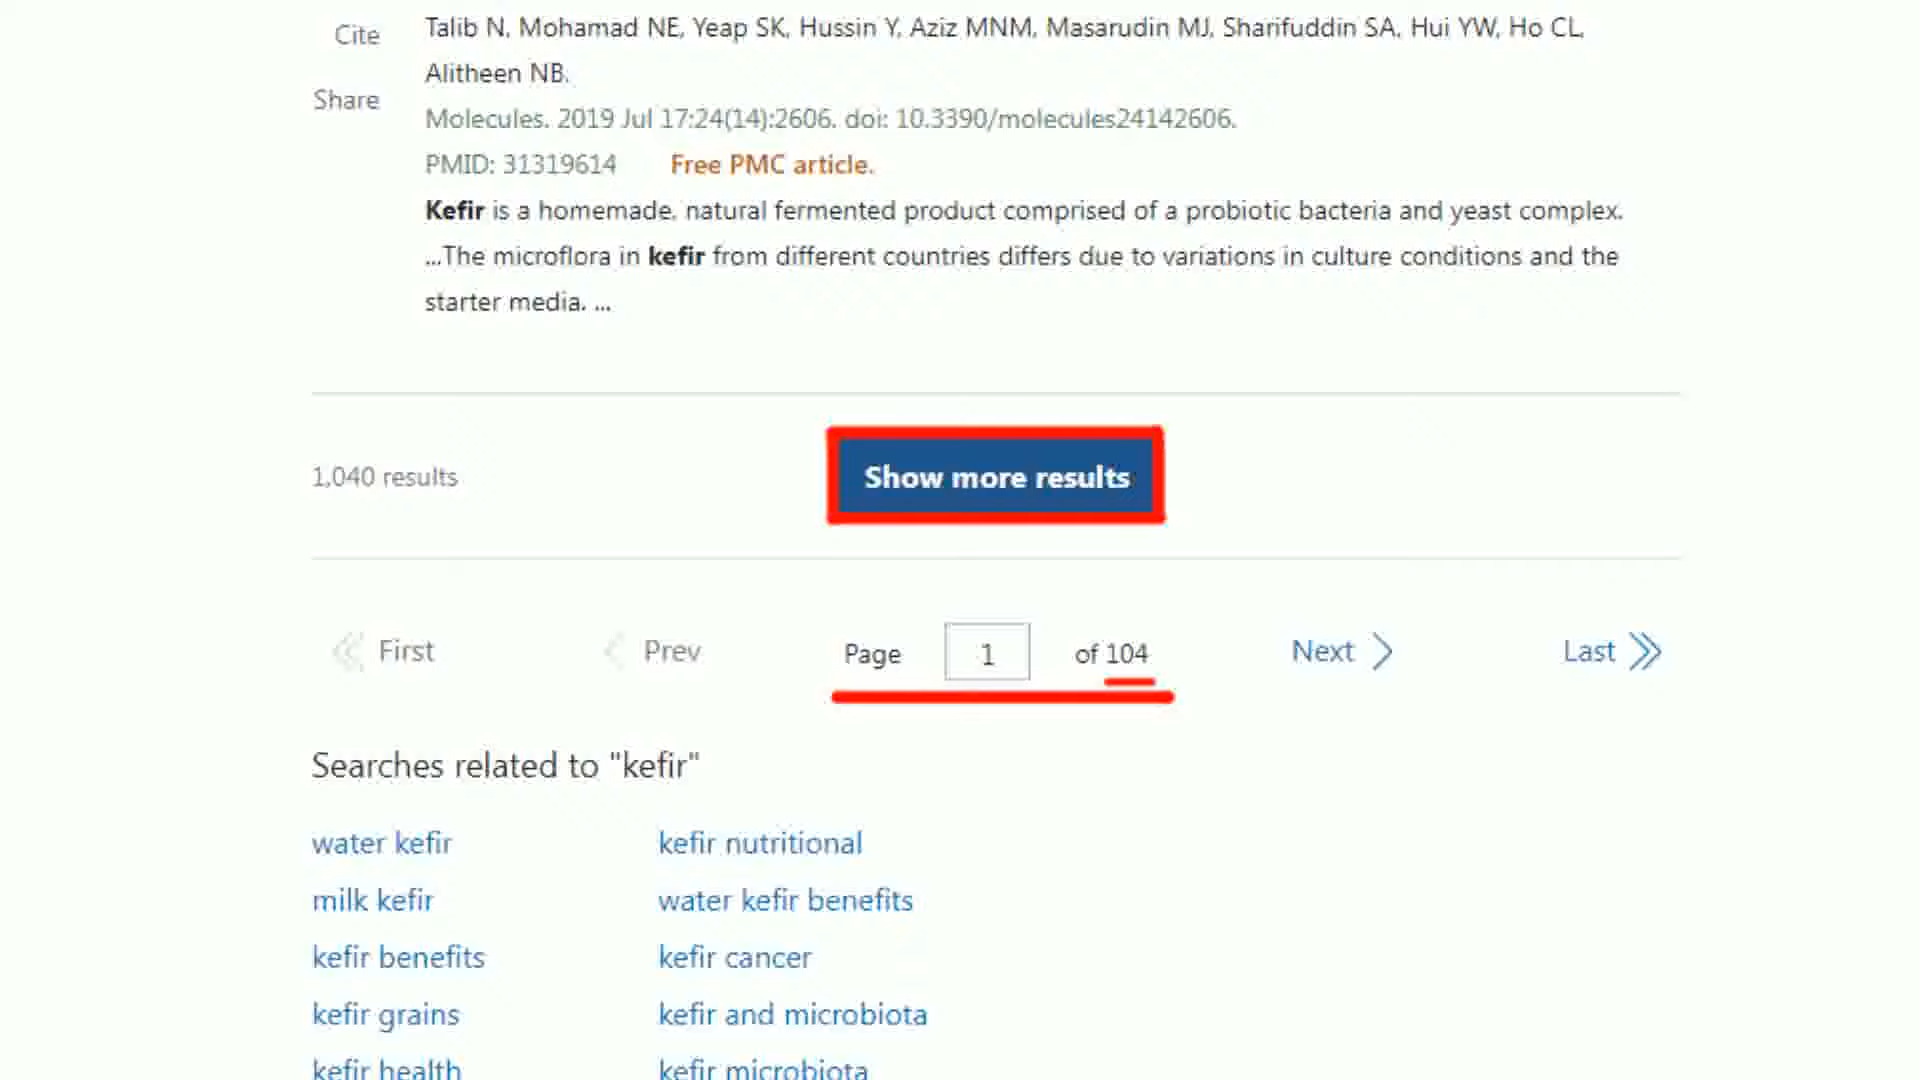 Cite
Talib N, Mohamad NE, Yeap SK, Hussin Y, Aziz MNM, Masarudin MJ, Sharifuddin SA, Hui YW, Ho CL,
Alitheen NB.
Share
Molecules. 2019 Jul 17;24(14):2606. doi: 10.3390/molecules24142606.
PMID: 31319614 Free PMC article.
Kefir is a homemade, natural fermented product comprised of a probiotic bacteria and yeast complex.
...The microflora in kefir from different countries differs due to variations in culture conditions and the
starter media. ...
1,040 results
Show more results
First Prev Page 1 of 104 Next Last
Searches related to "kefir"
water kefir kefir nutritional
milk kefir water kefir benefits
kefir benefits kefir cancer
kefir grains kefir and microbiota
kefir health kefir microbiota